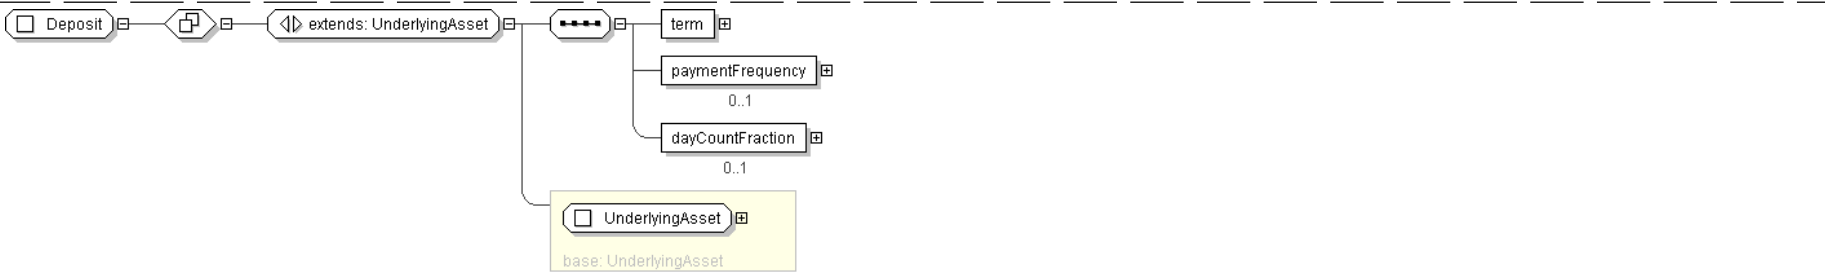 Deposit
extends: UnderlyingAsset
term
paymentFrequency
0..1
dayCountFraction
0..1
UnderlyingAsset
base: UnderlyingAsset